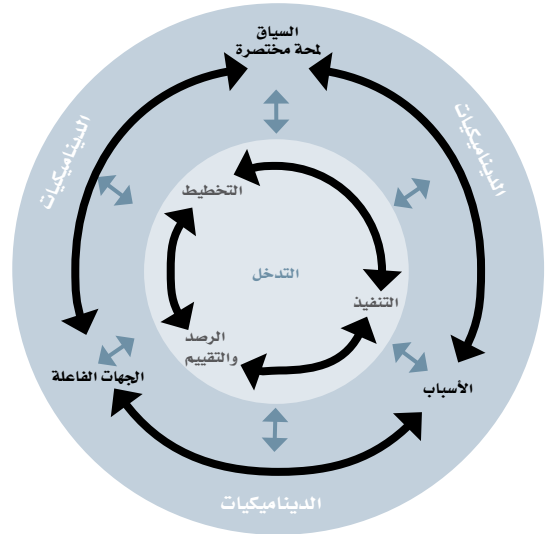 السياق
لمحة مختصرة
الديناميكيات
الديناميكيات
التخطيط
التدخل
التنفيذ
الرصد
والتقييم
الجهات الفاعلة
الأسباب
الديناميكيات